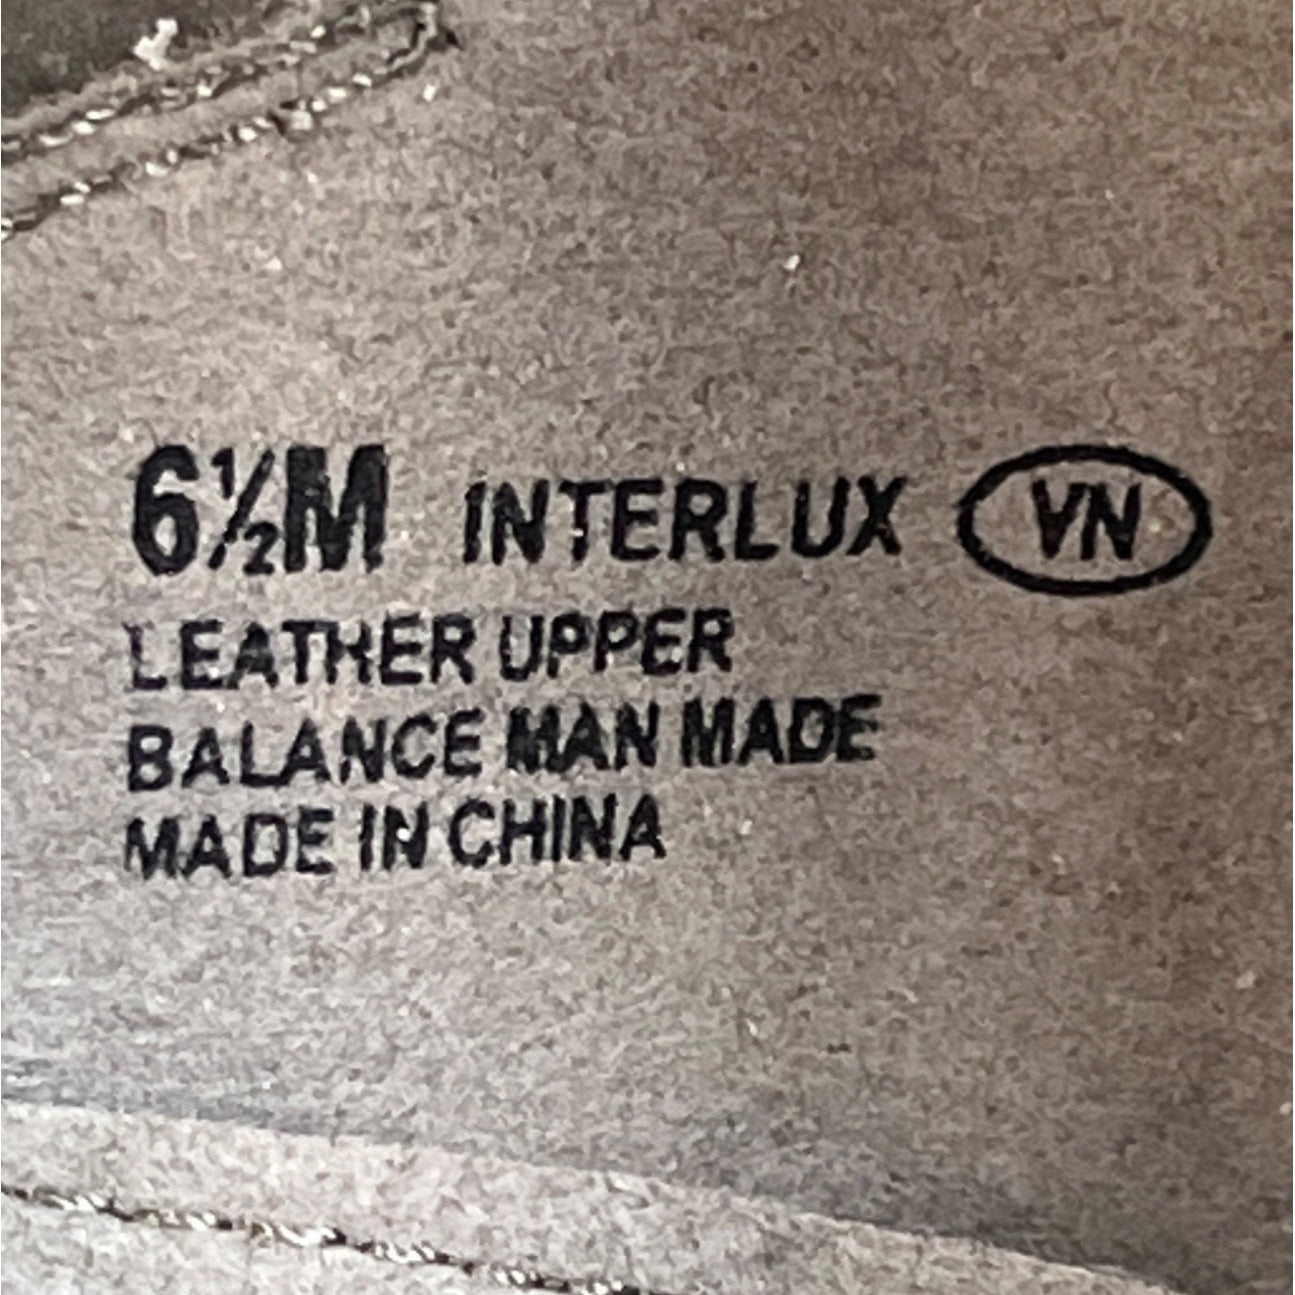 6½M INTERLUX VN
LEATHER UPPER
BALANCE MAN MADE
MADE IN CHINA